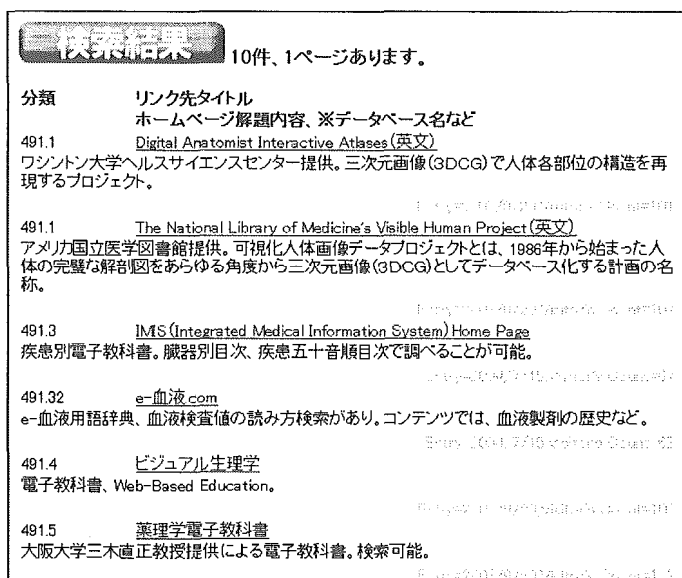 検索結果 10件、1ページあります。
分類 リンク先タイトル
ホームページ解題内容、※データベース名など
491.1 Digital Anatomist Interactive Atlases(英文)
ワシントン大学ヘルスサイエンスセンター提供。三次元画像(3DCG)で人体各部位の構造を再
現するプロジェクト。
491.1 The National Library of Medicine's Visible Human Project(英文)
アメリカ国立医学図書館提供。可視化人体画像データプロジェクトとは、1986年から始まった人
体の完璧な解剖図をあらゆる角度から三次元画像(3DCG)としてデータベース化する計画の名
称。
491.3 IMIS(Integrated Medical Information System)Home Page
疾患別電子教科書。臓器別目次、疾患五十音順目次で調べることが可能。
491.32 e-血液.com
e-血液用語辞典、血液検査値の読み方検索があり。コンテンツでは、血液製剤の歴史など。
491.4 ビジュアル生理学
電子教科書、Web-Based Education。
491.5 薬理学電子教科書
大阪大学三木直正教授提供による電子教科書。検索可能。